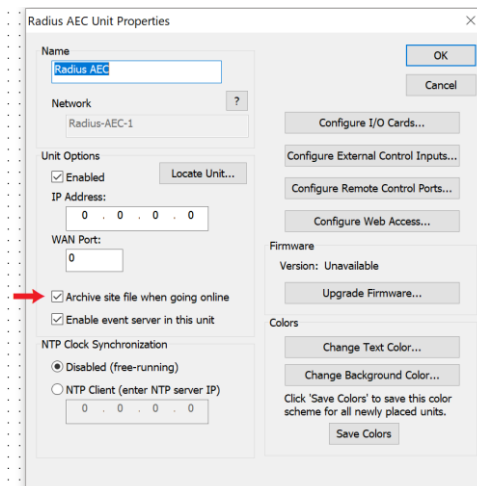 Radius AEC Unit Properties
Name
Radius AEC
Network
?
Radius-AEC-1
Unit Options
Enabled
Locate Unit...
IP Address:
0 . 0 . 0 . 0
WAN Port:
0
Archive site file when going online
Enable event server in this unit
NTP Clock Synchronization
Disabled (free-running)
NTP Client (enter NTP server IP)
0 . 0 . 0 . 0
OK
Cancel
Configure I/O Cards...
Configure External Control Inputs...
Configure Remote Control Ports...
Configure Web Access...
Firmware
Version: Unavailable
Upgrade Firmware...
Colors
Change Text Color...
Change Background Color...
Click 'Save Colors' to save this color
scheme for all newly placed units.
Save Colors